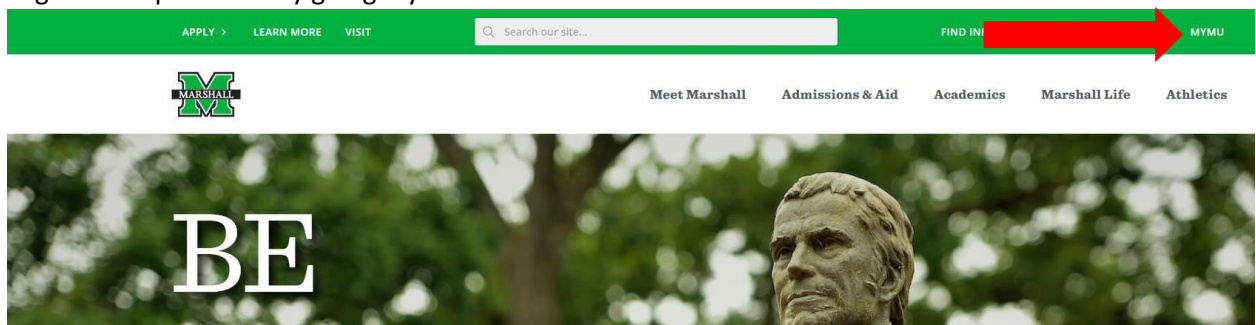 APPLY > LEARN MORE VISIT Search our site... FIND MYMU
MARSHALL
Meet Marshall Admissions & Aid Academics Marshall Life Athletics
BE